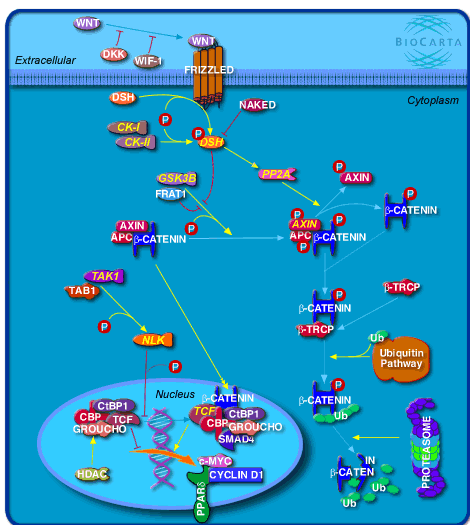 WNT
DKK
WIF-1
WNT
BIOCARTA
Extracellular
FRIZZLED
Cytoplasm
DSH
NAKED
P
P
CK-I
CK-II
DSH
GSK3B
FRAT1
PP2A
P
AXIN
P
P
P
AXIN
APC
β-CATENIN
AXIN
APC
β-CATENIN
P
β-CATENIN
P
TAK1
TAB1
P
β-CATENIN
β-TRCP
β-TRCP
P
NLK
Ub
Ubiquitin
Pathway
P
Nucleus
P
β-CATENIN
Ub
CtBP1
CBP
TCF
GROUCHO
β-CATENIN
TCF
CtBP1
CBP
GROUCHO
SMAD4
HDAC
c-MYC
CYCLIN D1
PPARδ
IN
β-CATEN
Ub
Ub
Ub
PROTEASOME